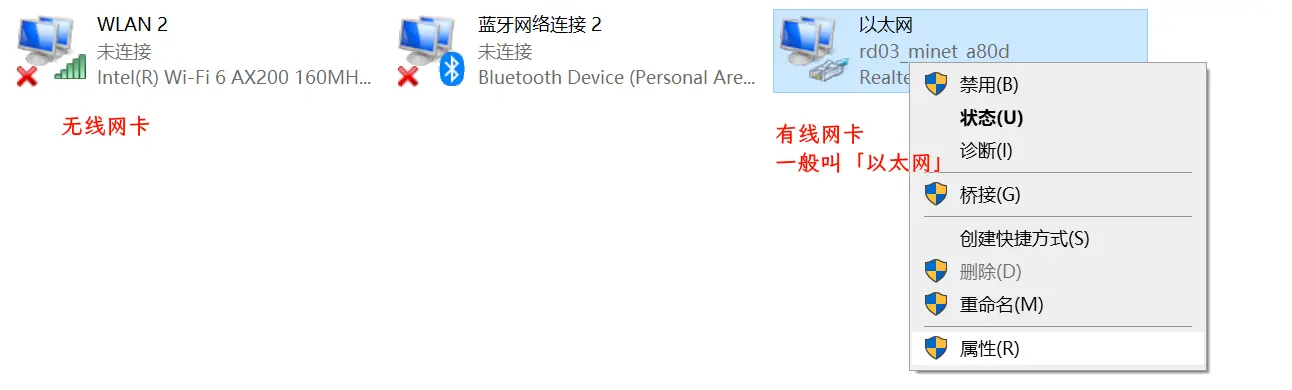 WLAN 2
未连接
Intel(R) Wi-Fi 6 AX200 160MH...
无线网卡
蓝牙网络连接 2
未连接
Bluetooth Device (Personal Are...
以太网
rd03_minet_a80d
Realte
有线网卡
一般叫「以太网」
禁用(B)
状态(U)
诊断(I)
桥接(G)
创建快捷方式(S)
删除(D)
重命名(M)
属性(R)